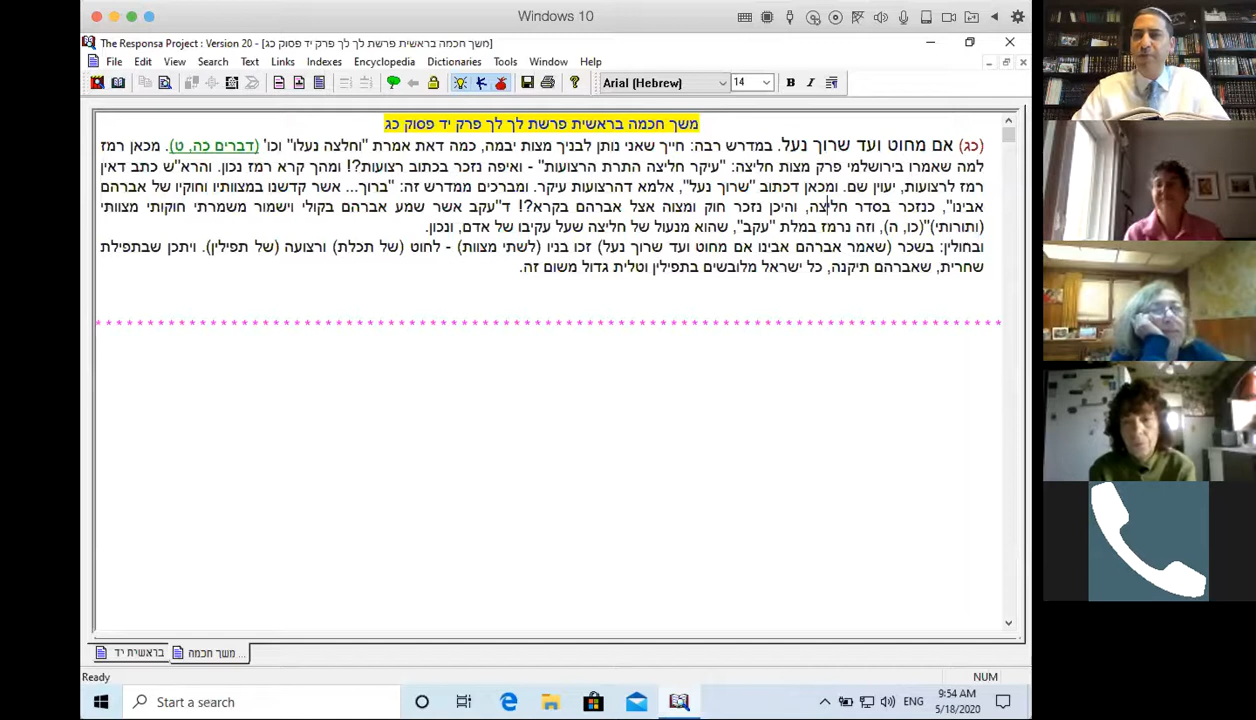 Windows 10
The Responsa Project : Version 20 - [משך חכמה בראשית פרשת לך לך פרק יד פסוק כג]
File Edit View Search Text Links Indexes Encyclopedia Dictionaries Tools Window Help
Arial (Hebrew) 14 B I
משך חכמה בראשית פרשת לך לך פרק יד פסוק כג
(כג) אם מחוט ועד שרוך נעל. במדרש רבה: חייך שאני נותן לבניך מצות יבמה, כמה דאת אמרת "וחלצה נעלו" וכו' (דברים כה, ט). מכאן רמז
למה שאמרו בירושלמי פרק מצות חליצה: "עיקר חליצה התרת הרצועות" - ואיפה נזכר בכתוב רצועות?! ומהך קרא רמז נכון. והרא"ש כתב דאין
רמז לרצועות, יעוין שם. ומכאן דכתוב "שרוך נעל", אלמא דהרצועות עיקר. ומברכים ממדרש זה: "ברוך... אשר קדשנו במצוותיו וחוקיו של אברהם
אבינו", כנזכר בסדר חליצה, והיכן נזכר חוק ומצוה אצל אברהם בקרא?! ד"עקב אשר שמע אברהם בקולי וישמור משמרתי חוקותי מצוותי
(ותורותי)"(כו, ה), וזה נרמז במלת "עקב", שהוא מנעול של חליצה שעל עקיבו של אדם, ונכון.
ובחולין: בשכר (שאמר אברהם אבינו אם מחוט ועד שרוך נעל) זכו בניו (לשתי מצוות) - לחוט (של תכלת) ורצועה (של תפילין). ויתכן שבתפילת
שחרית, שאברהם תיקנה, כל ישראל מלובשים בתפילין וטלית גדול משום זה.
* * * * * * * * * * * * * * * * * * * * * * * * * * * * * * * * * * * * * * * * * * * * * * * * * * * * * * * * * * * * * * * * * * * * * * * * * * * * * * * * * * * * * * *
בראשית יד משך חכמה ...
Ready NUM
Start a search ENG 9:54 AM
5/18/2020